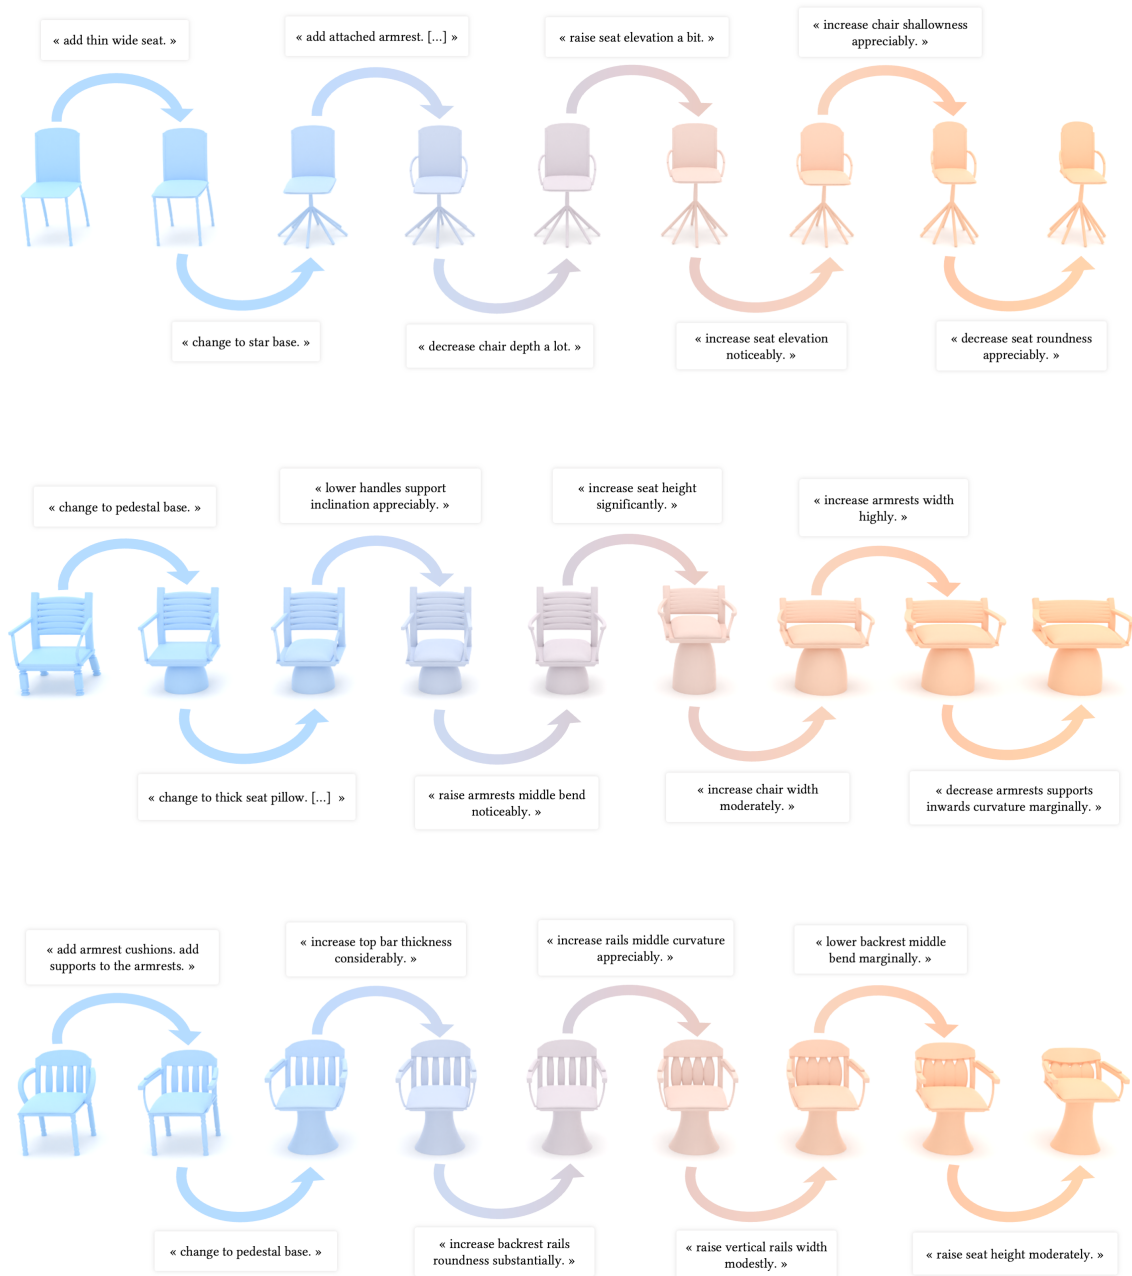 « add thin wide seat. »
« add attached armrest. [...] »
« raise seat elevation a bit. »
« increase chair shallowness
appreciably. »
« change to star base. »
« decrease chair depth a lot. »
« increase seat elevation
noticeably. »
« decrease seat roundness
appreciably. »
« change to pedestal base. »
« lower handles support
inclination appreciably. »
« increase seat height
significantly. »
« increase armrests width
highly. »
« change to thick seat pillow. [...] »
« raise armrests middle bend
noticeably. »
« increase chair width
moderately. »
« decrease armrests supports
inwards curvature marginally. »
« add armrest cushions. add
supports to the armrests. »
« increase top bar thickness
considerably. »
« increase rails middle curvature
appreciably. »
« lower backrest middle
bend marginally. »
« change to pedestal base. »
« increase backrest rails
roundness substantially. »
« raise vertical rails width
modestly. »
« raise seat height moderately. »